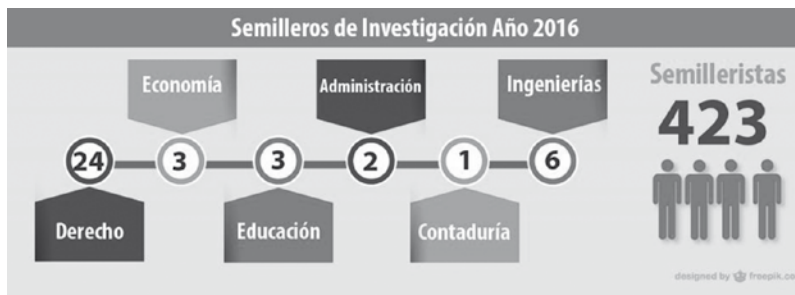 Semilleros de Investigación Año 2016
Economía
Administración
Ingenierías
24
3
3
2
1
6
Derecho
Educación
Contaduría
Semilleristas
423
designed by freepik.co